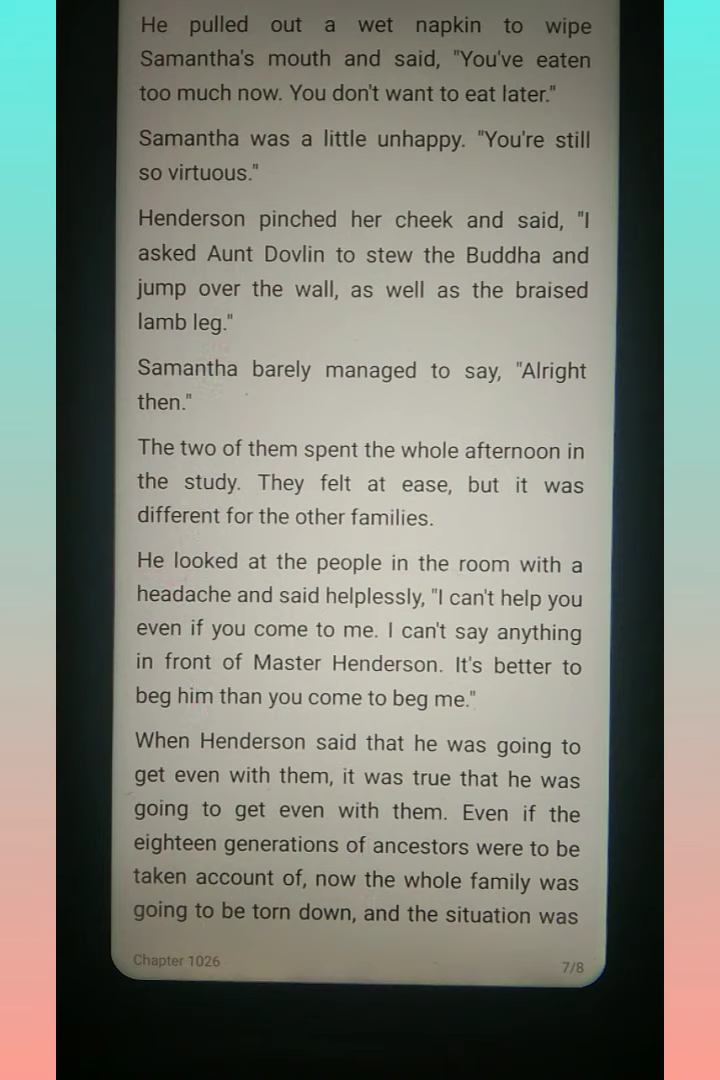 He pulled out a wet napkin to wipe
Samantha's mouth and said, "You've eaten
too much now. You don't want to eat later."
Samantha was a little unhappy. "You're still
so virtuous."
Henderson pinched her cheek and said, "I
asked Aunt Dovlin to stew the Buddha and
jump over the wall, as well as the braised
lamb leg."
Samantha barely managed to say, "Alright
then."
The two of them spent the whole afternoon in
the study. They felt at ease, but it was
different for the other families.
He looked at the people in the room with a
headache and said helplessly, "I can't help you
even if you come to me. I can't say anything
in front of Master Henderson. It's better to
beg him than you come to beg me."
When Henderson said that he was going to
get even with them, it was true that he was
going to get even with them. Even if the
eighteen generations of ancestors were to be
taken account of, now the whole family was
going to be torn down, and the situation was
Chapter 1026
7/8